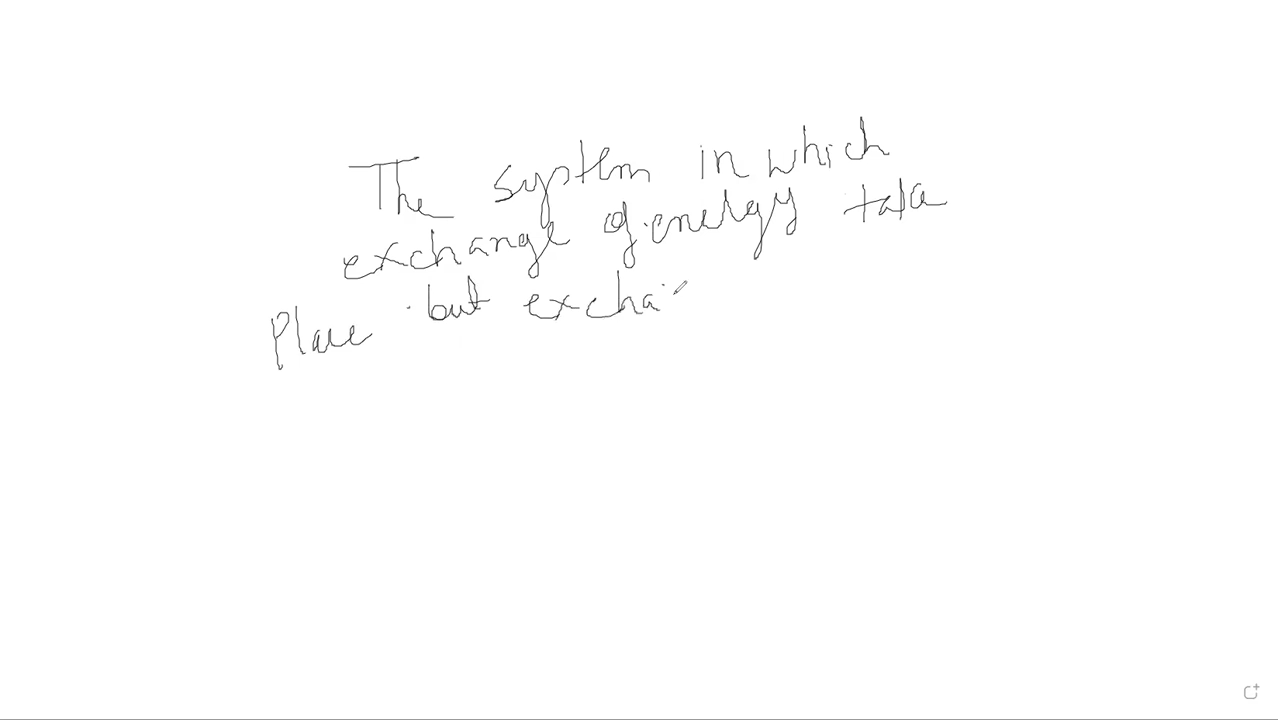 The system in which
exchange of energy take
Place but excha